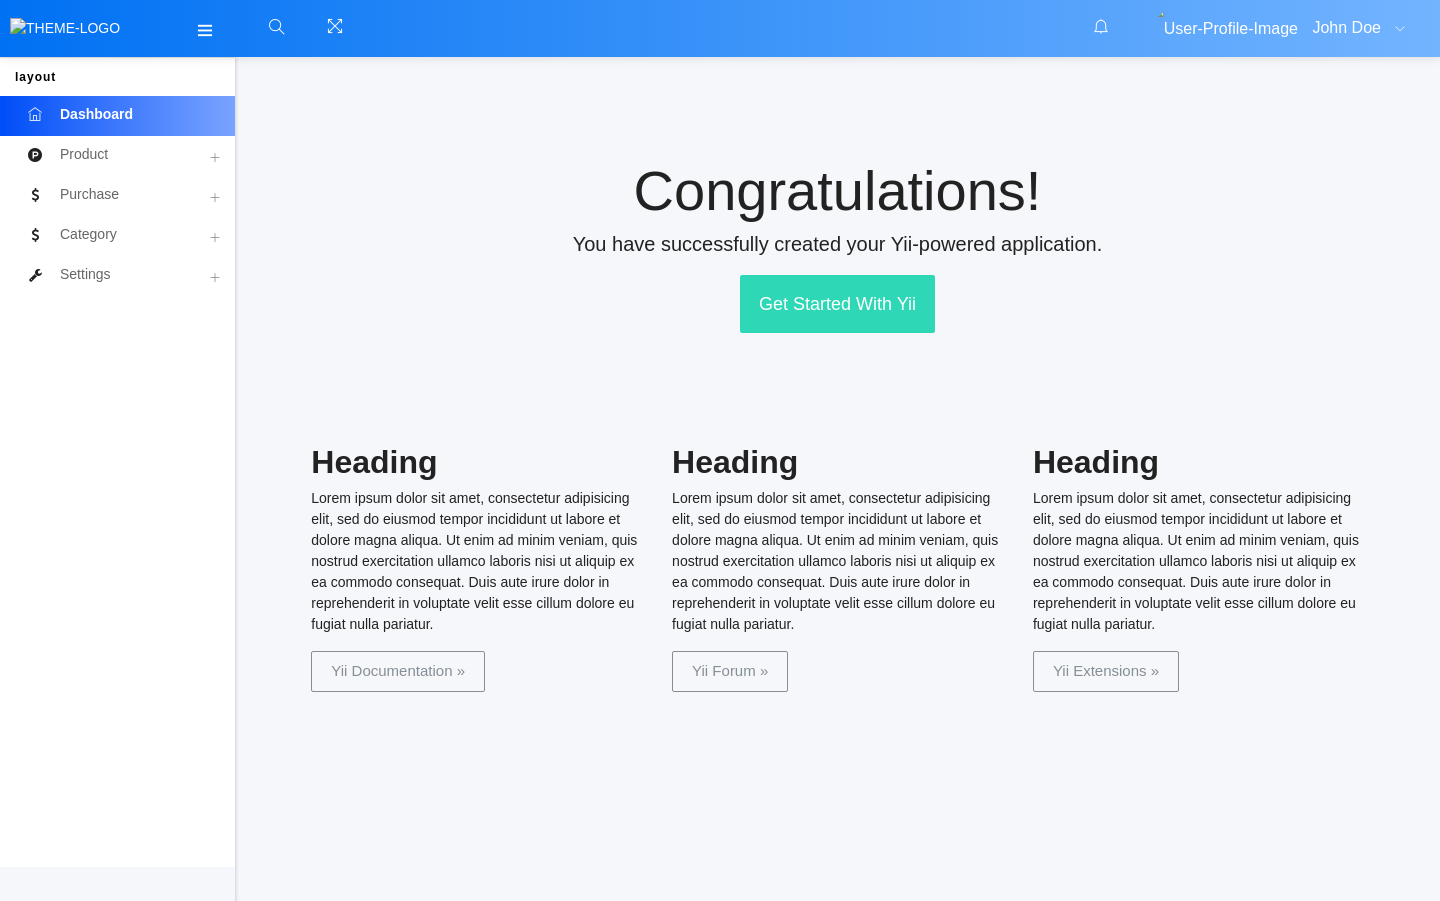 THEME-LOGO
User-Profile-Image John Doe
layout
Dashboard
Product
Purchase
Category
Settings
Congratulations!
You have successfully created your Yii-powered application.
Get Started With Yii
Heading
Lorem ipsum dolor sit amet, consectetur adipisicing
elit, sed do eiusmod tempor incididunt ut labore et
dolore magna aliqua. Ut enim ad minim veniam, quis
nostrud exercitation ullamco laboris nisi ut aliquip ex
ea commodo consequat. Duis aute irure dolor in
reprehenderit in voluptate velit esse cillum dolore eu
fugiat nulla pariatur.
Yii Documentation »
Heading
Lorem ipsum dolor sit amet, consectetur adipisicing
elit, sed do eiusmod tempor incididunt ut labore et
dolore magna aliqua. Ut enim ad minim veniam, quis
nostrud exercitation ullamco laboris nisi ut aliquip ex
ea commodo consequat. Duis aute irure dolor in
reprehenderit in voluptate velit esse cillum dolore eu
fugiat nulla pariatur.
Yii Forum »
Heading
Lorem ipsum dolor sit amet, consectetur adipisicing
elit, sed do eiusmod tempor incididunt ut labore et
dolore magna aliqua. Ut enim ad minim veniam, quis
nostrud exercitation ullamco laboris nisi ut aliquip ex
ea commodo consequat. Duis aute irure dolor in
reprehenderit in voluptate velit esse cillum dolore eu
fugiat nulla pariatur.
Yii Extensions »